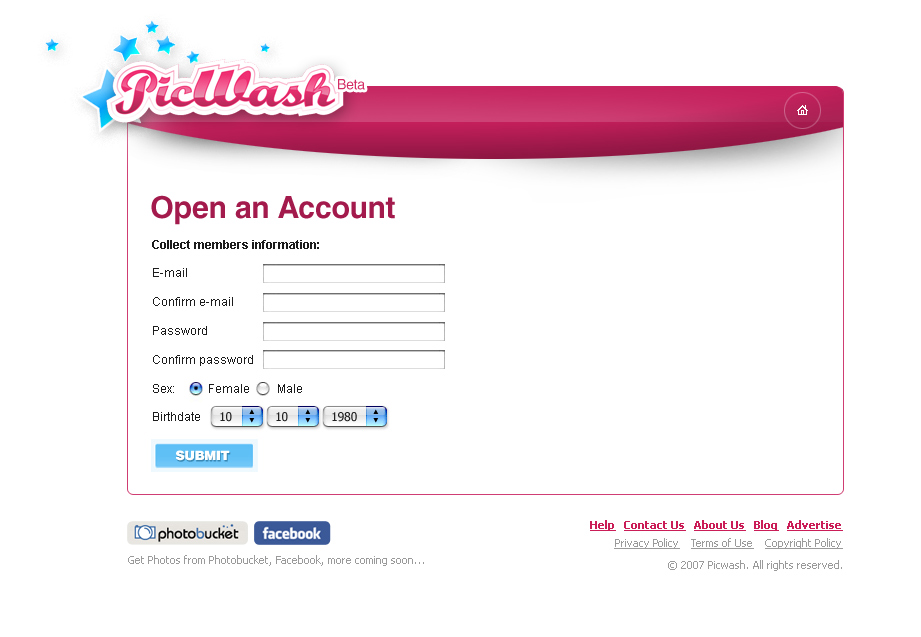 PicWash Beta
Open an Account
Collect members information:
E-mail
Confirm e-mail
Password
Confirm password
Sex: Female Male
Birthdate 10 10 1980
SUBMIT
photobucket facebook
Help Contact Us About Us Blog Advertise
Privacy Policy Terms of Use Copyright Policy
Get Photos from Photobucket, Facebook, more coming soon...
© 2007 Picwash. All rights reserved.